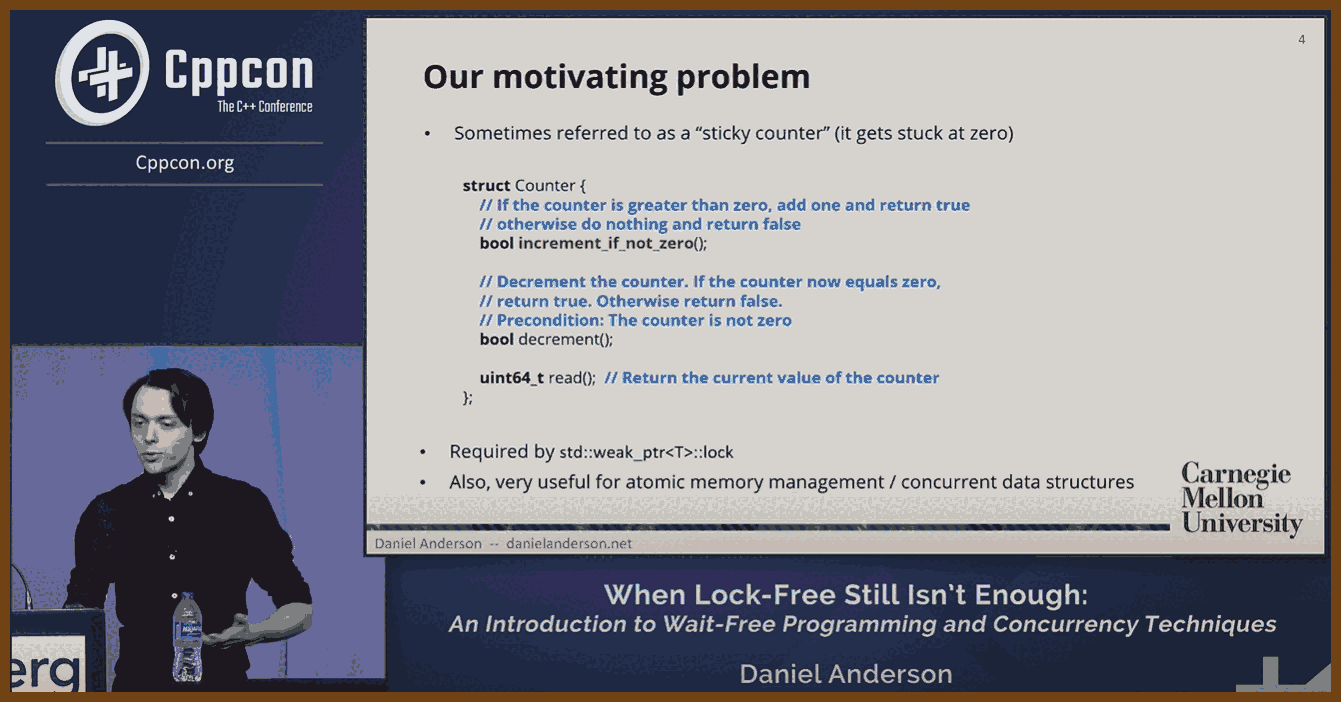 Cppcon
The C++ Conference
Cppcon.org
4
Our motivating problem
• Sometimes referred to as a “sticky counter” (it gets stuck at zero)
struct Counter {
// If the counter is greater than zero, add one and return true
// otherwise do nothing and return false
bool increment_if_not_zero();
// Decrement the counter. If the counter now equals zero,
// return true. Otherwise return false.
// Precondition: The counter is not zero
bool decrement();
uint64_t read(); // Return the current value of the counter
};
• Required by std::weak_ptr<T>::lock
• Also, very useful for atomic memory management / concurrent data structures
Carnegie
Mellon
University
Daniel Anderson -- danielanderson.net
erg
When Lock-Free Still Isn’t Enough:
An Introduction to Wait-Free Programming and Concurrency Techniques
Daniel Anderson